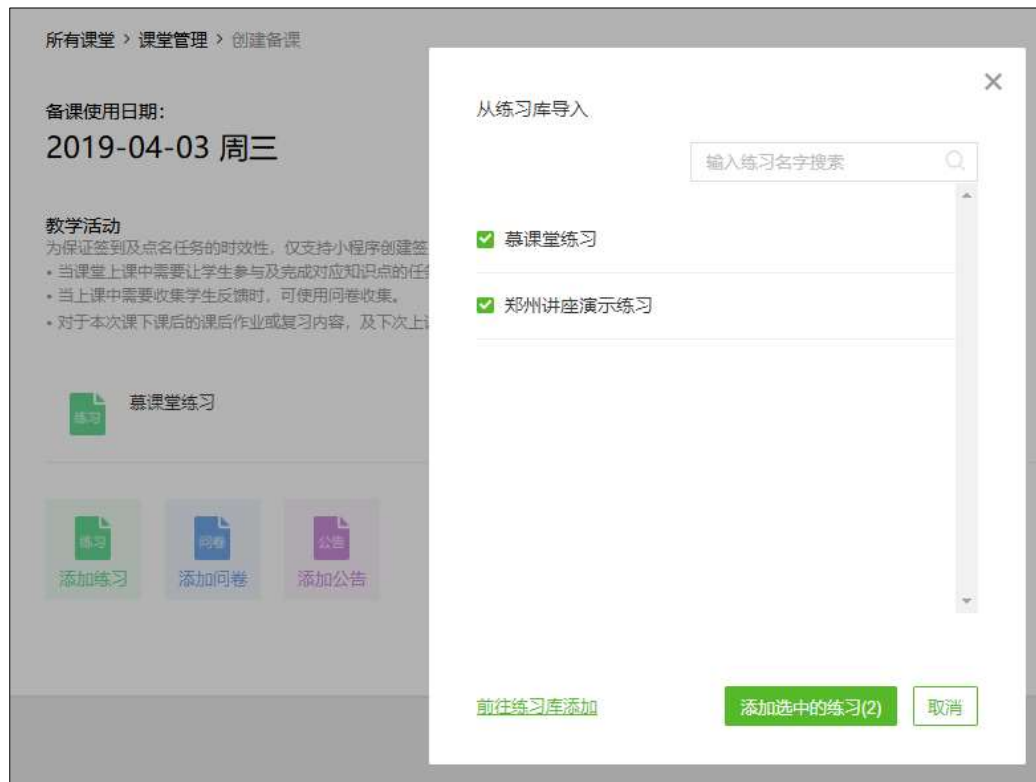 所有课堂 > 课堂管理 > 创建备课
备课使用日期：
2019-04-03 周三
教学活动
为保证签到及点名任务的时效性，仅支持小程序创建签
• 当课堂上课中需要让学生参与及完成对应知识点的任
• 当上课中需要收集学生反馈时，可使用问卷收集。
• 对于本次课下课后的课后作业或复习内容，及下次上
练习
慕课堂练习
练习
添加练习
问卷
添加问卷
公告
添加公告
从练习库导入
输入练习名字搜索
慕课堂练习
郑州讲座演示练习
前往练习库添加
添加选中的练习(2)
取消